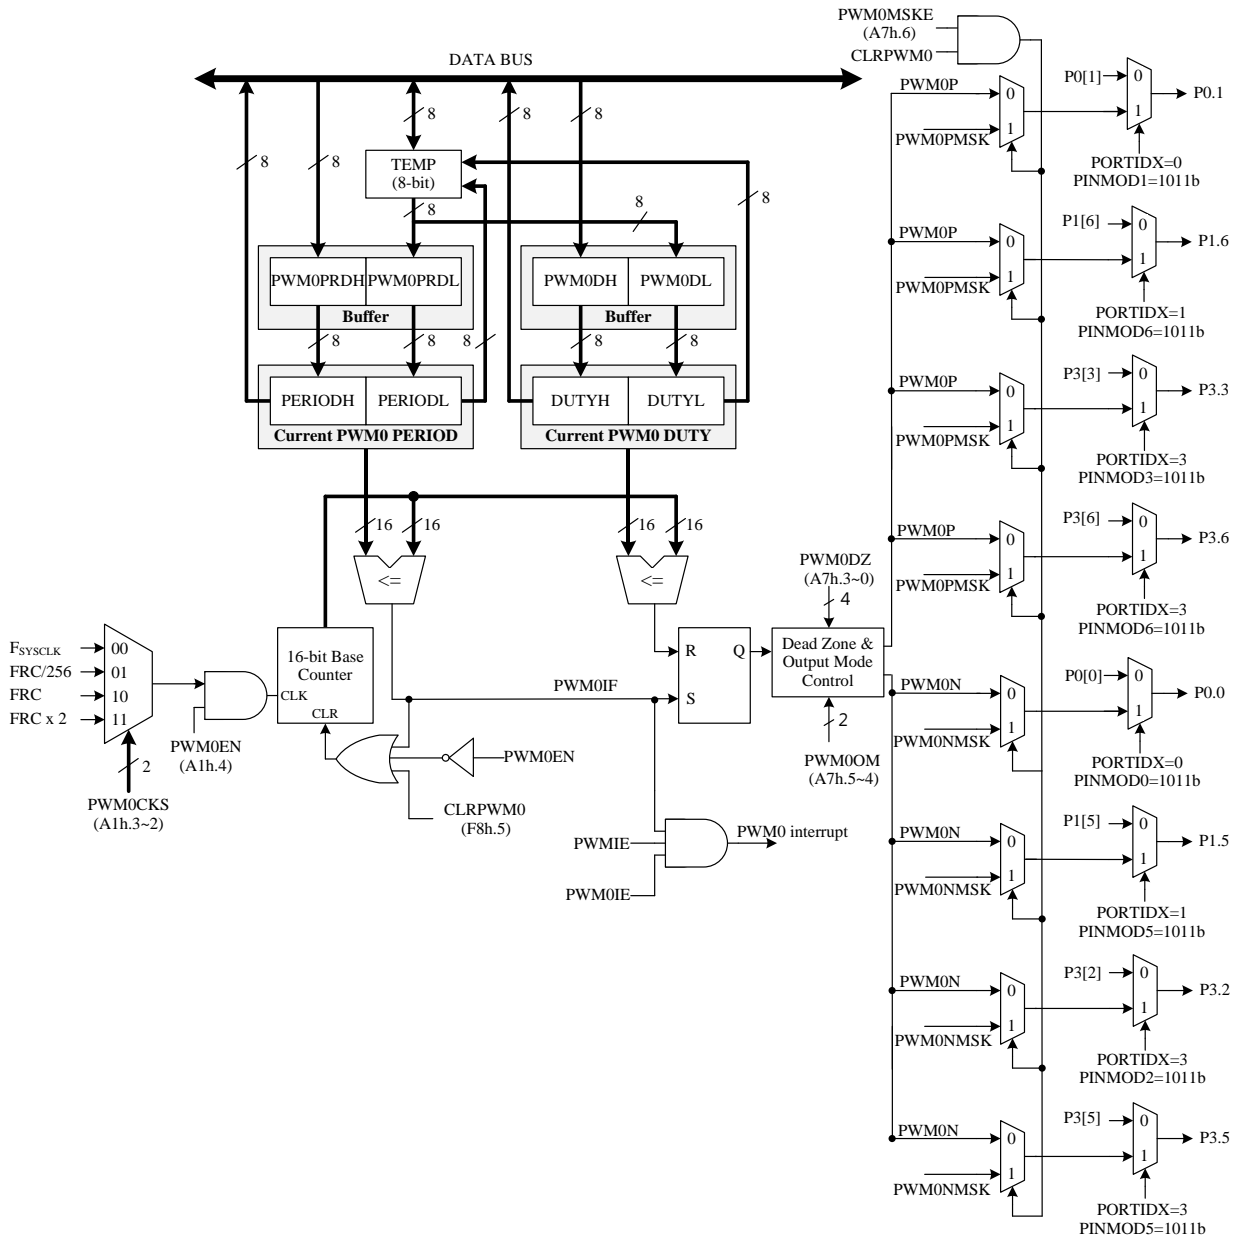 PWM0MSKE
(A7h.6)
CLRPWM0
DATA BUS
P0[1]
0
1
P0.1
PWM0P
0
1
PWM0PMSK
PORTIDX=0
PINMOD1=1011b
8
8
8
8
8
TEMP
(8-bit)
8
8
8
PWM0PRDH
PWM0PRDL
Buffer
PWM0DH
PWM0DL
Buffer
8
8
8
8
8
PERIODH
PERIODL
Current PWM0 PERIOD
DUTYH
DUTYL
Current PWM0 DUTY
16
16
16
16
<=
<=
P1[6]
0
1
P1.6
PWM0P
0
1
PWM0PMSK
PORTIDX=1
PINMOD6=1011b
P3[3]
0
1
P3.3
PWM0P
0
1
PWM0PMSK
PORTIDX=3
PINMOD3=1011b
P3[6]
0
1
P3.6
PWM0P
0
1
PWM0PMSK
PORTIDX=3
PINMOD6=1011b
PWM0DZ
(A7h.3~0)
4
Dead Zone &
Output Mode
Control
2
PWM0OM
(A7h.5~4)
FSYSCLK
00
FRC/256
01
FRC
10
FRC x 2
11
2
PWM0CKS
(A1h.3~2)
PWM0EN
(A1h.4)
16-bit Base
Counter
CLK
CLR
PWM0IF
R
Q
S
PWM0EN
CLRPWM0
(F8h.5)
PWMIE
PWM0IE
PWM0 interrupt
P0[0]
0
1
P0.0
PWM0N
0
1
PWM0NMSK
PORTIDX=0
PINMOD0=1011b
P1[5]
0
1
P1.5
PWM0N
0
1
PWM0NMSK
PORTIDX=1
PINMOD5=1011b
P3[2]
0
1
P3.2
PWM0N
0
1
PWM0NMSK
PORTIDX=3
PINMOD2=1011b
P3[5]
0
1
P3.5
PWM0N
0
1
PWM0NMSK
PORTIDX=3
PINMOD5=1011b